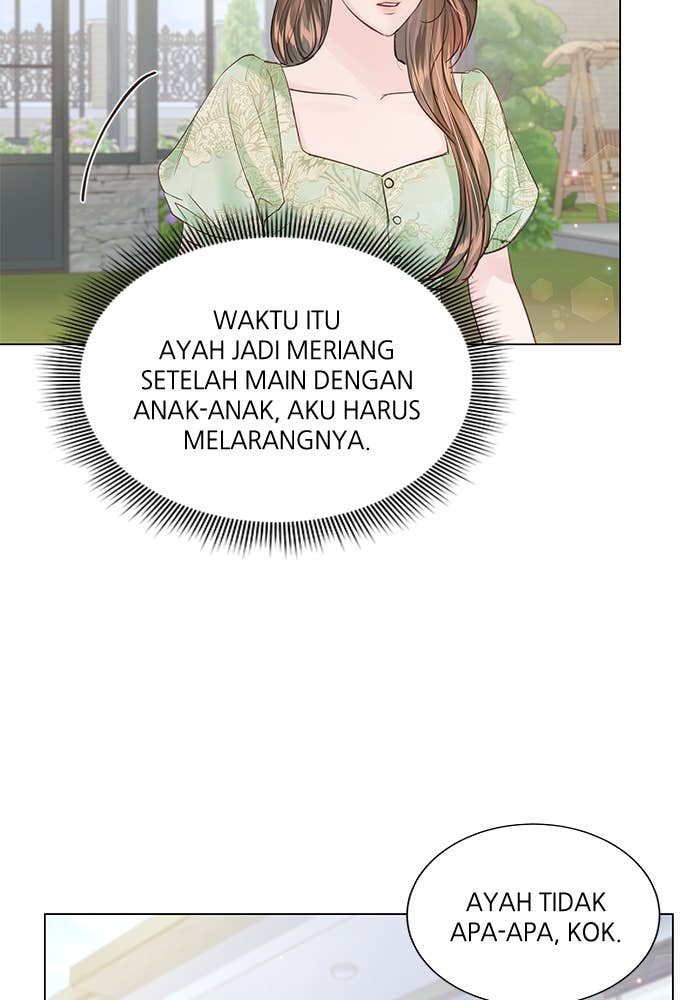 WAKTU ITU
AYAH JADI MERIANG
SETELAH MAIN DENGAN
ANAK-ANAK, AKU HARUS
MELARANGNYA.
AYAH TIDAK
APA-APA, KOK.